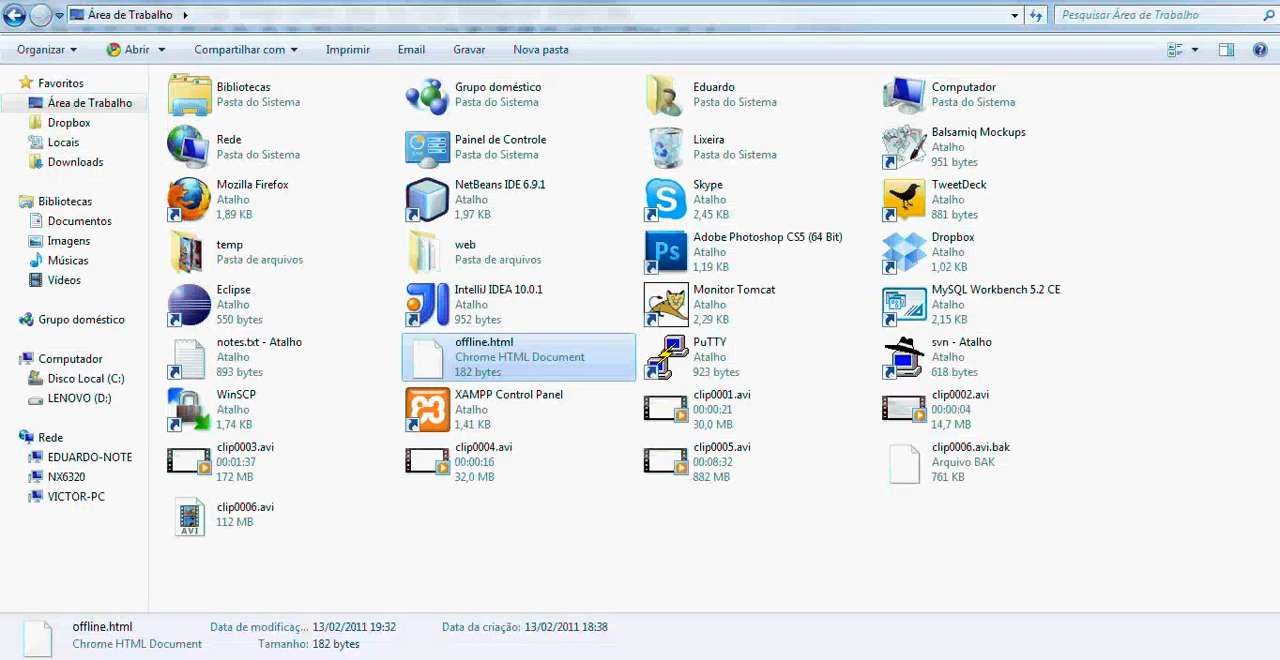 Área de Trabalho
Pesquisar Área de Trabalho
Organizar
Abrir
Compartilhar com
Imprimir
Email
Gravar
Nova pasta
Favoritos
Área de Trabalho
Dropbox
Locais
Downloads
Bibliotecas
Documentos
Imagens
Músicas
Vídeos
Grupo doméstico
Computador
Disco Local (C:)
LENOVO (D:)
Rede
EDUARDO-NOTE
NX6320
VICTOR-PC
Bibliotecas
Pasta do Sistema
Grupo doméstico
Pasta do Sistema
Eduardo
Pasta do Sistema
Computador
Pasta do Sistema
Rede
Pasta do Sistema
Painel de Controle
Pasta do Sistema
Lixeira
Pasta do Sistema
Balsamiq Mockups
Atalho
951 bytes
Mozilla Firefox
Atalho
1,89 KB
NetBeans IDE 6.9.1
Atalho
1,97 KB
Skype
Atalho
2,45 KB
TweetDeck
Atalho
881 bytes
temp
Pasta de arquivos
web
Pasta de arquivos
Ps
Adobe Photoshop CS5 (64 Bit)
Atalho
1,19 KB
Dropbox
Atalho
1,02 KB
Eclipse
Atalho
550 bytes
IntelliJ IDEA 10.0.1
Atalho
952 bytes
Monitor Tomcat
Atalho
2,29 KB
MySQL Workbench 5.2 CE
Atalho
2,15 KB
notes.txt - Atalho
Atalho
893 bytes
offline.html
Chrome HTML Document
182 bytes
PuTTY
Atalho
923 bytes
svn - Atalho
Atalho
618 bytes
WinSCP
Atalho
1,74 KB
XAMPP Control Panel
Atalho
1,41 KB
clip0001.avi
00:00:21
30,0 MB
clip0002.avi
00:00:04
14,7 MB
clip0003.avi
00:01:37
172 MB
clip0004.avi
00:00:16
32,0 MB
clip0005.avi
00:08:32
882 MB
clip0006.avi.bak
Arquivo BAK
761 KB
AVI
clip0006.avi
112 MB
offline.html
Data de modificaç... 13/02/2011 19:32
Data da criação: 13/02/2011 18:38
Chrome HTML Document
Tamanho: 182 bytes